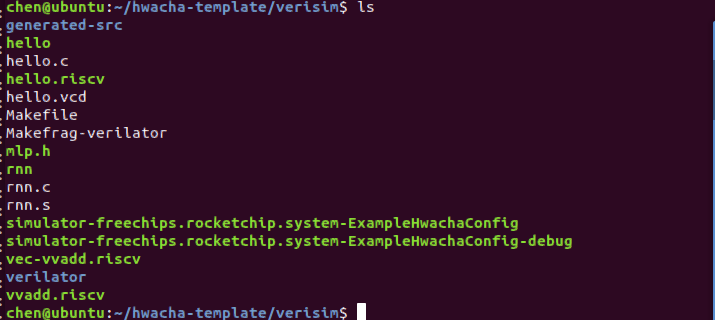 chen@ubuntu:~/hwacha-template/verisim$ ls
generated-src
hello
hello.c
hello.riscv
hello.vcd
Makefile
Makefrag-verilator
mlp.h
rnn
rnn.c
rnn.s
simulator-freechips.rocketchip.system-ExampleHwachaConfig
simulator-freechips.rocketchip.system-ExampleHwachaConfig-debug
vec-vvadd.riscv
verilator
vvadd.riscv
chen@ubuntu:~/hwacha-template/verisim$